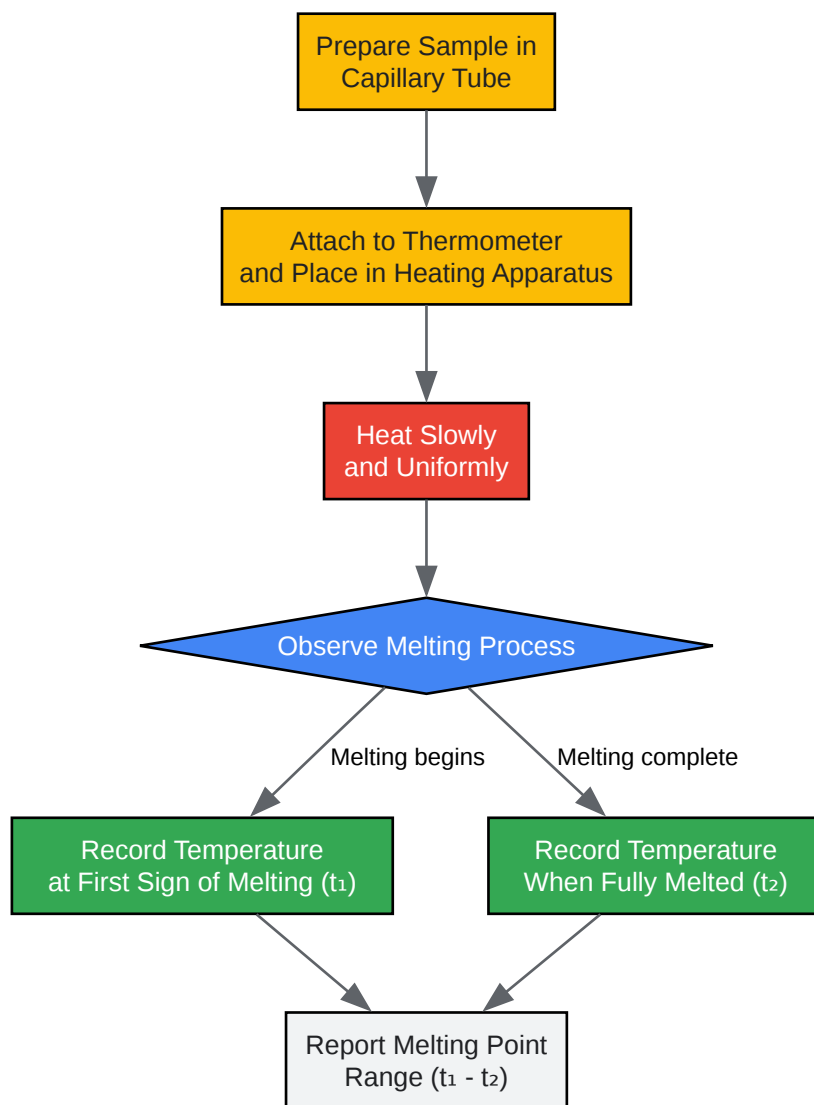 Prepare Sample in
Capillary Tube
Attach to Thermometer
and Place in Heating Apparatus
Heat Slowly
and Uniformly
Observe Melting Process
Melting begins
Melting complete
Record Temperature
at First Sign of Melting (t₁)
Record Temperature
When Fully Melted (t₂)
Report Melting Point
Range (t₁ - t₂)